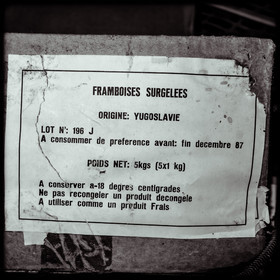 FRAMBOISES SURGELEES
ORIGINE: YUGOSLAVIE
LOT N': 196 J
A consommer de preference avant: fin decembre 87
POIDS NET: 5kgs (5x1 kg)
A conserver a-18 degres centigrades
Ne pas recongeler un produit decongele
A utiliser comme un produit Frais